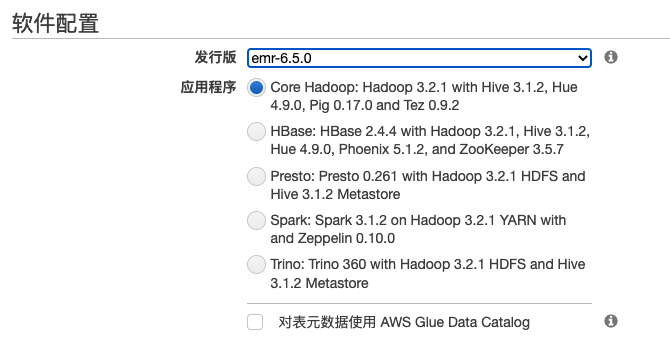 软件配置
发行版 emr-6.5.0
应用程序 Core Hadoop: Hadoop 3.2.1 with Hive 3.1.2, Hue
4.9.0, Pig 0.17.0 and Tez 0.9.2
HBase: HBase 2.4.4 with Hadoop 3.2.1, Hive 3.1.2,
Hue 4.9.0, Phoenix 5.1.2, and ZooKeeper 3.5.7
Presto: Presto 0.261 with Hadoop 3.2.1 HDFS and
Hive 3.1.2 Metastore
Spark: Spark 3.1.2 on Hadoop 3.2.1 YARN with
and Zeppelin 0.10.0
Trino: Trino 360 with Hadoop 3.2.1 HDFS and Hive
3.1.2 Metastore
对表元数据使用 AWS Glue Data Catalog